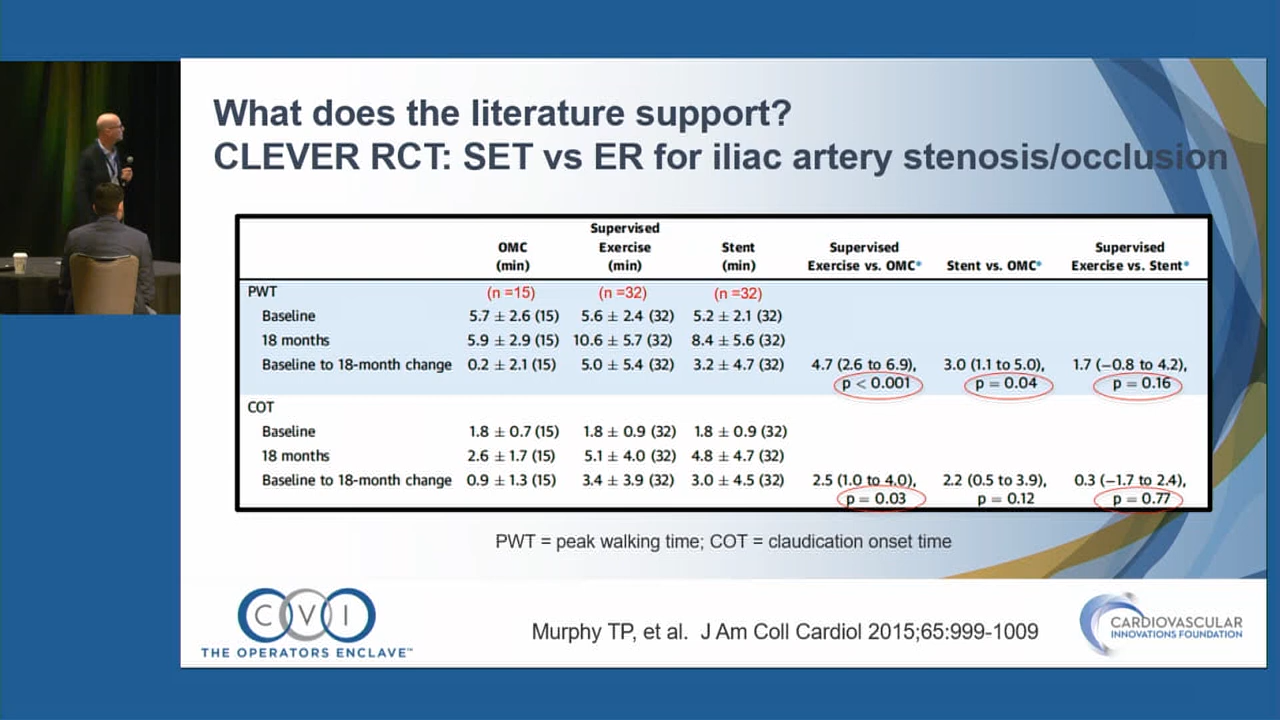 What does the literature support?
CLEVER RCT: SET vs ER for iliac artery stenosis/occlusion
OMC (min) Supervised Exercise (min) Stent (min) Supervised Exercise vs. OMC* Stent vs. OMC* Supervised Exercise vs. Stent*
PWT (n =15) (n =32) (n =32)
Baseline 5.7 ± 2.6 (15) 5.6 ± 2.4 (32) 5.2 ± 2.1 (32)
18 months 5.9 ± 2.9 (15) 10.6 ± 5.7 (32) 8.4 ± 5.6 (32)
Baseline to 18-month change 0.2 ± 2.1 (15) 5.0 ± 5.4 (32) 3.2 ± 4.7 (32) 4.7 (2.6 to 6.9), 3.0 (1.1 to 5.0), 1.7 (−0.8 to 4.2),
p < 0.001 p = 0.04 p = 0.16
COT
Baseline 1.8 ± 0.7 (15) 1.8 ± 0.9 (32) 1.8 ± 0.9 (32)
18 months 2.6 ± 1.7 (15) 5.1 ± 4.0 (32) 4.8 ± 4.7 (32)
Baseline to 18-month change 0.9 ± 1.3 (15) 3.4 ± 3.9 (32) 3.0 ± 4.5 (32) 2.5 (1.0 to 4.0), 2.2 (0.5 to 3.9), 0.3 (−1.7 to 2.4),
p = 0.03 p = 0.12 p = 0.77
PWT = peak walking time; COT = claudication onset time
CVI
THE OPERATORS ENCLAVE™
Murphy TP, et al. J Am Coll Cardiol 2015;65:999-1009
CARDIOVASCULAR
INNOVATIONS FOUNDATION